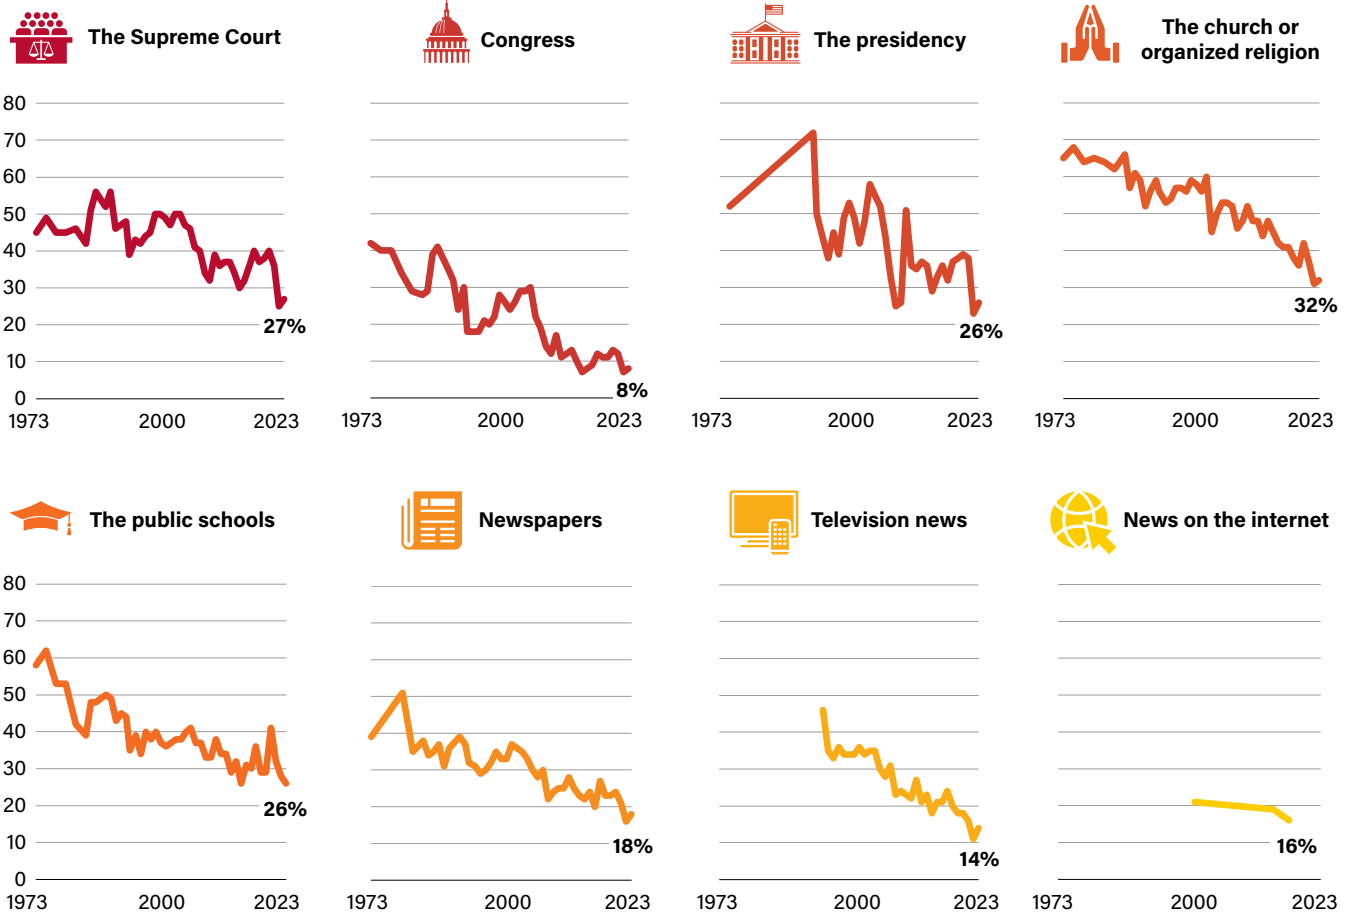 The Supreme Court
Congress
The presidency
The church or
organized religion
80
70
60
50
40
30
20
10
0
27%
8%
26%
32%
1973 2000 2023
1973 2000 2023
1973 2000 2023
1973 2000 2023
The public schools
Newspapers
Television news
News on the internet
80
70
60
50
40
30
20
10
0
26%
18%
14%
16%
1973 2000 2023
1973 2000 2023
1973 2000 2023
1973 2000 2023